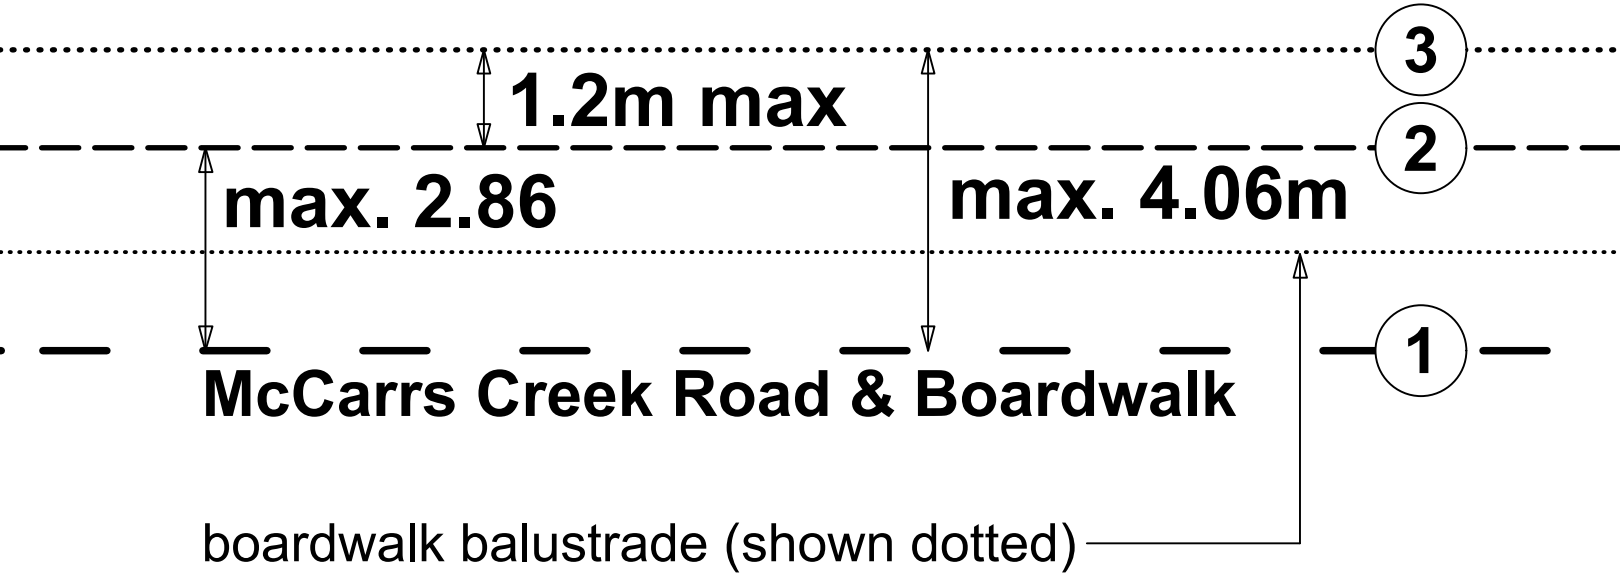 3
1.2m max
2
max. 2.86
max. 4.06m
1
McCarrs Creek Road & Boardwalk
boardwalk balustrade (shown dotted)